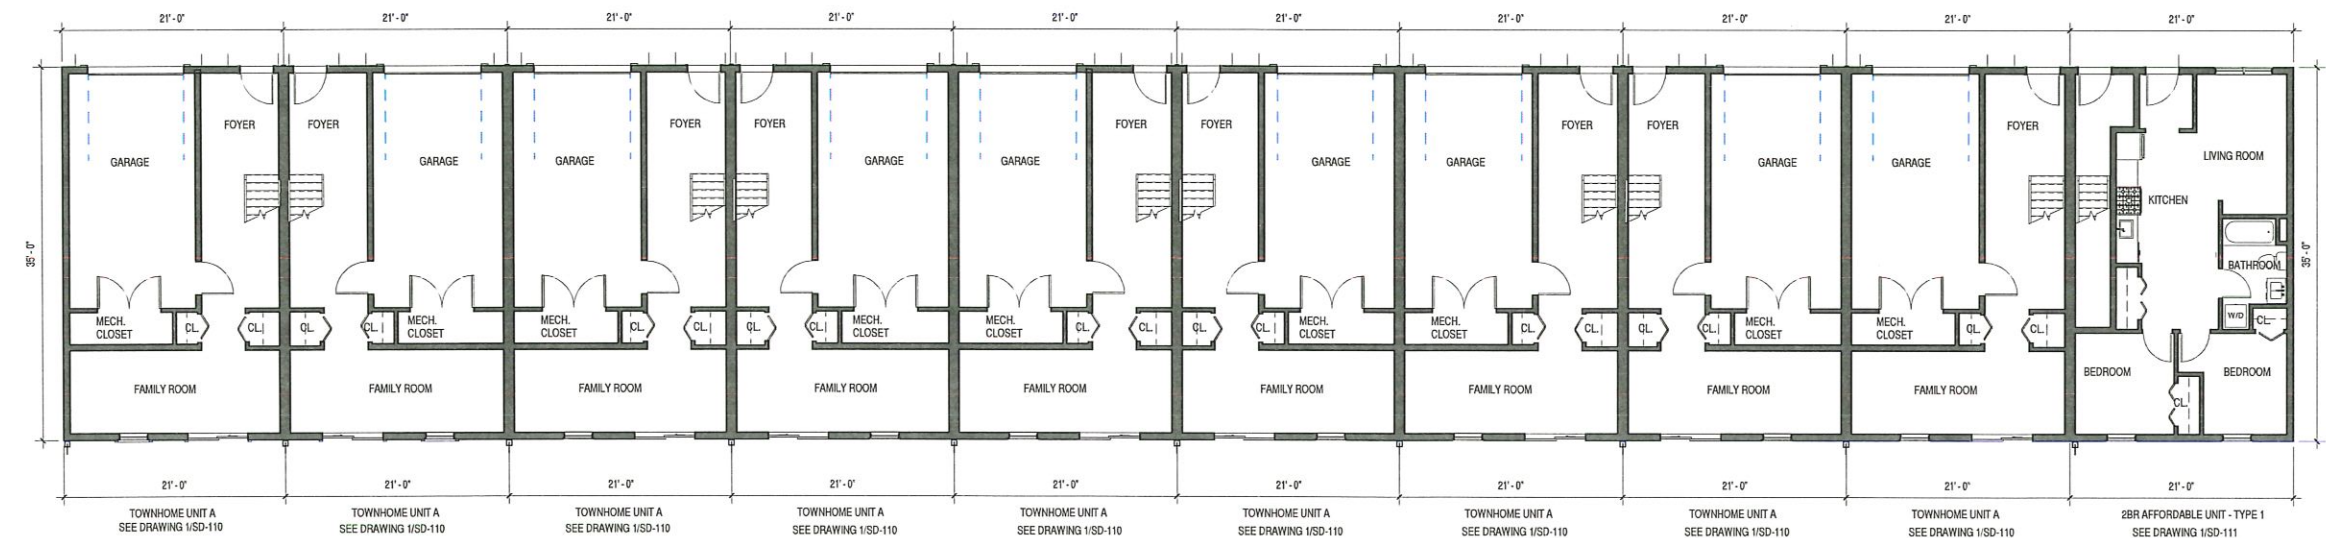 21'-0" 21'-0" 21'-0" 21'-0" 21'-0" 21'-0" 21'-0" 21'-0" 21'-0" 21'-0"
FOYER FOYER FOYER FOYER FOYER FOYER FOYER FOYER FOYER
GARAGE GARAGE GARAGE GARAGE GARAGE GARAGE GARAGE GARAGE GARAGE LIVING ROOM
KITCHEN
35'-0" 35'-0"
BATHROOM
W/D
CL.
MECH. CL. CL. CL. CL. MECH. MECH. CL. CL. CL. CL. MECH. MECH. CL. CL. CL. CL. MECH. MECH. CL. CL. CL. CL. MECH. MECH. CL. CL.
CLOSET CLOSET CLOSET CLOSET CLOSET CLOSET CLOSET CLOSET CLOSET
BEDROOM BEDROOM
FAMILY ROOM FAMILY ROOM FAMILY ROOM FAMILY ROOM FAMILY ROOM FAMILY ROOM FAMILY ROOM FAMILY ROOM FAMILY ROOM
CL.
21'-0" 21'-0" 21'-0" 21'-0" 21'-0" 21'-0" 21'-0" 21'-0" 21'-0" 21'-0"
TOWNHOME UNIT A TOWNHOME UNIT A TOWNHOME UNIT A TOWNHOME UNIT A TOWNHOME UNIT A TOWNHOME UNIT A TOWNHOME UNIT A TOWNHOME UNIT A TOWNHOME UNIT A 2BR AFFORDABLE UNIT - TYPE 1
SEE DRAWING 1/SD-110 SEE DRAWING 1/SD-110 SEE DRAWING 1/SD-110 SEE DRAWING 1/SD-110 SEE DRAWING 1/SD-110 SEE DRAWING 1/SD-110 SEE DRAWING 1/SD-110 SEE DRAWING 1/SD-110 SEE DRAWING 1/SD-110 SEE DRAWING 1/SD-111